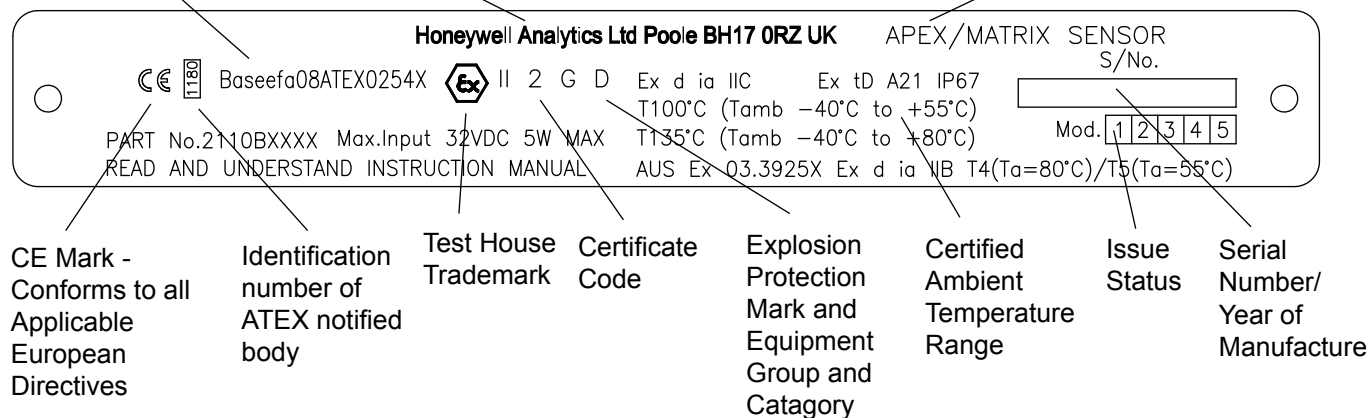 Honeywell Analytics Ltd Poole BH17 0RZ UK APEX/MATRIX SENSOR
S/No.
CE 1180 Baseefa08ATEX0254X Ex II 2 G D Ex d ia IIC Ex tD A21 IP67
T100°C (Tamb −40°C to +55°C)
PART No.2110BXXXX Max.Input 32VDC 5W MAX T135°C (Tamb −40°C to +80°C) Mod. 1 2 3 4 5
READ AND UNDERSTAND INSTRUCTION MANUAL AUS Ex 03.3925X Ex d ia IIB T4(Ta=80°C)/T5(Ta=55°C)
CE Mark -
Conforms to all
Applicable
European
Directives
Identification
number of
ATEX notified
body
Test House
Trademark
Certificate
Code
Explosion
Protection
Mark and
Equipment
Group and
Catagory
Certified
Ambient
Temperature
Range
Issue
Status
Serial
Number/
Year of
Manufacture